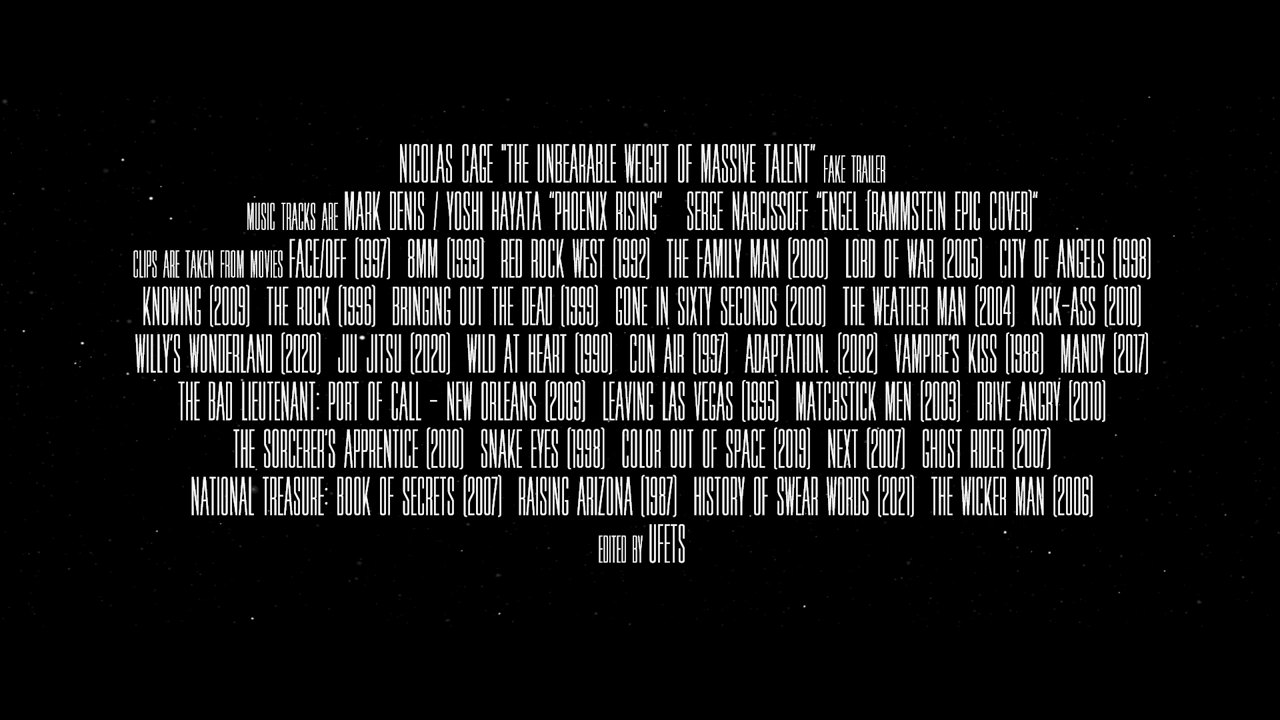 NICOLAS CAGE "THE UNBEARABLE WEIGHT OF MASSIVE TALENT" FAKE TRAILER
MUSIC TRACKS ARE MARK DENIS / YOSHI HAYATA "PHOENIX RISING" SERGE NARCISSOFF "ENGEL (RAMMSTEIN EPIC COVER)"
CLIPS ARE TAKEN FROM MOVIES FACE/OFF (1997) 8MM (1999) RED ROCK WEST (1992) THE FAMILY MAN (2000) LORD OF WAR (2005) CITY OF ANGELS (1998)
KNOWING (2009) THE ROCK (1996) BRINGING OUT THE DEAD (1999) GONE IN SIXTY SECONDS (2000) THE WEATHER MAN (2004) KICK-ASS (2010)
WILLY'S WONDERLAND (2020) JIU JITSU (2020) WILD AT HEART (1990) CON AIR (1997) ADAPTATION. (2002) VAMPIRE'S KISS (1988) MANDY (2017)
THE BAD LIEUTENANT: PORT OF CALL - NEW ORLEANS (2009) LEAVING LAS VEGAS (1995) MATCHSTICK MEN (2003) DRIVE ANGRY (2010)
THE SORCERER'S APPRENTICE (2010) SNAKE EYES (1998) COLOR OUT OF SPACE (2019) NEXT (2007) GHOST RIDER (2007)
NATIONAL TREASURE: BOOK OF SECRETS (2007) RAISING ARIZONA (1987) HISTORY OF SWEAR WORDS (2021) THE WICKER MAN (2006)
EDITED BY UFETS